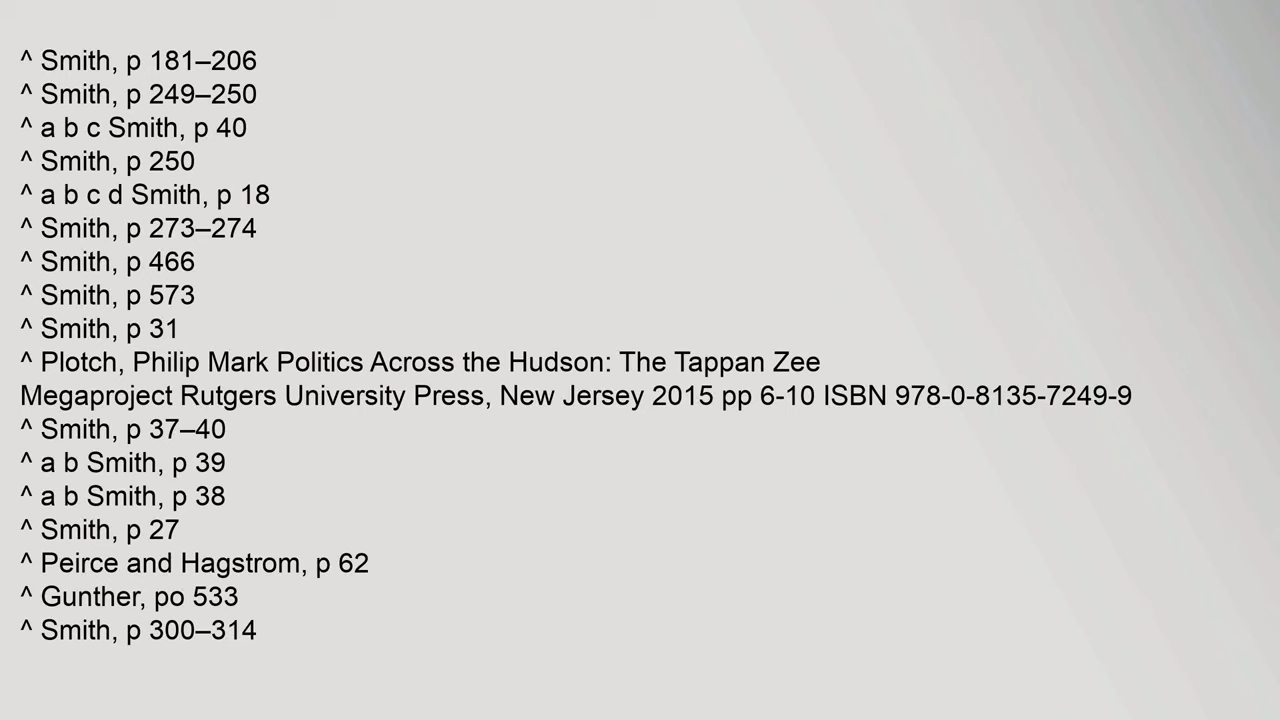 ^ Smith, p 181–206
^ Smith, p 249–250
^ a b c Smith, p 40
^ Smith, p 250
^ a b c d Smith, p 18
^ Smith, p 273–274
^ Smith, p 466
^ Smith, p 573
^ Smith, p 31
^ Plotch, Philip Mark Politics Across the Hudson: The Tappan Zee
Megaproject Rutgers University Press, New Jersey 2015 pp 6-10 ISBN 978-0-8135-7249-9
^ Smith, p 37–40
^ a b Smith, p 39
^ a b Smith, p 38
^ Smith, p 27
^ Peirce and Hagstrom, p 62
^ Gunther, po 533
^ Smith, p 300–314